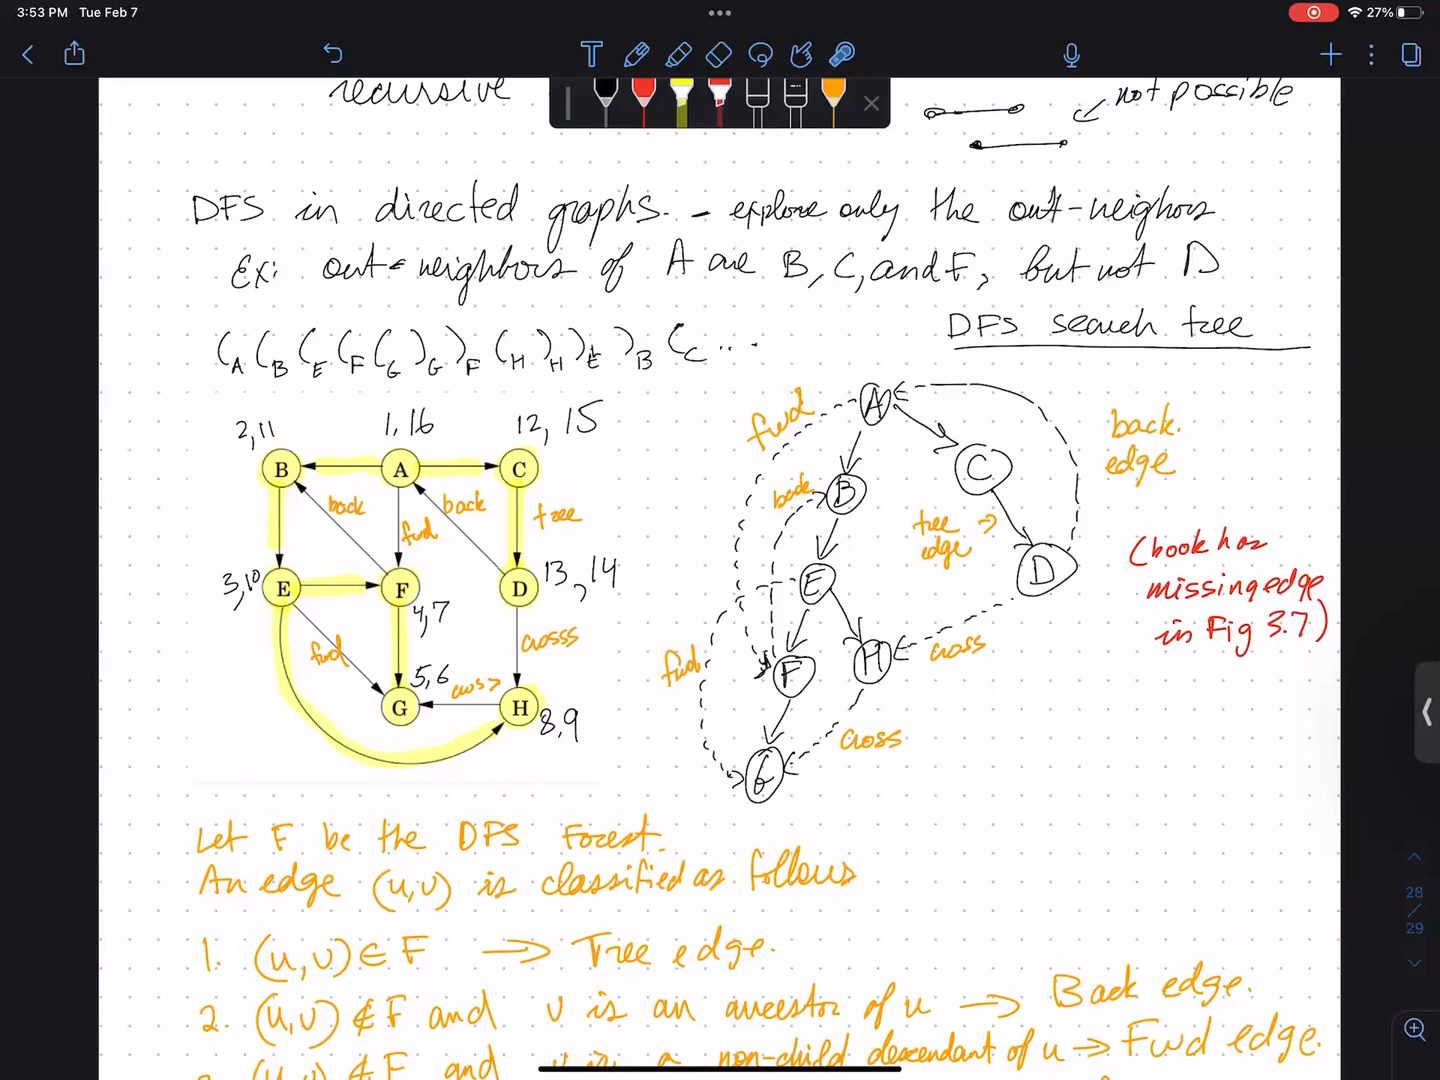 3:53 PM Tue Feb 7
27%
recursive
not possible
DFS in directed graphs. - explore only the out-neighors
Ex: out-neighbors of A are B, C, and F, but not D
DFS search tree
(A (B (E (F (G )G )F (H )H )E )B (C ...
2,11
1,16
12, 15
B
A
C
back
fwd
back
tree
3,10
E
F
D
13, 14
4,7
fwd
crosss
5,6
cross
G
H
8,9
fwd
A
back.
edge
back
B
C
tree
edge
E
D
(book has
missing edge
in Fig 3.7)
fwd
F
H
cross
cross
G
Let F be the DFS Forest.
An edge (u,v) is classified as follows
1. (u,v) ∈ F → Tree edge.
2. (u,v) ∉ F and v is an ancestor of u → Back edge.
(u,v) ∉ F and v is a non-child descendant of u → Fwd edge.
28
/
29